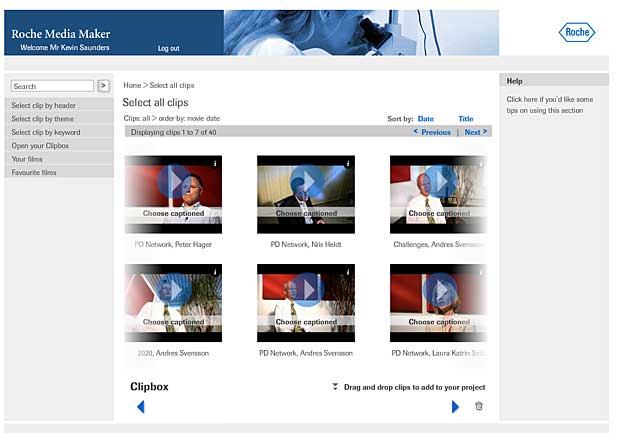 Roche Media Maker
Welcome Mr Kevin Saunders
Log out
Roche
Search
>
Select clip by header
Select clip by theme
Select clip by keyword
Open your Clipbox
Your films
Favourite films
Home > Select all clips
Select all clips
Clips: all > order by: movie date
Sort by: Date Title
Displaying clips 1 to 7 of 40
< Previous | Next >
Help
Click here if you'd like some
tips on using this section
i
i
i
Choose captioned
Choose captioned
Choose captioned
PD Network, Peter Hager
PD Network, Nils Heldt
Challenges, Andres Svensson
i
i
i
Choose captioned
Choose captioned
Choose captioned
2020, Andres Svensson
PD Network, Andres Svensson
PD Network, Laura Katrin
Clipbox
Drag and drop clips to add to your project